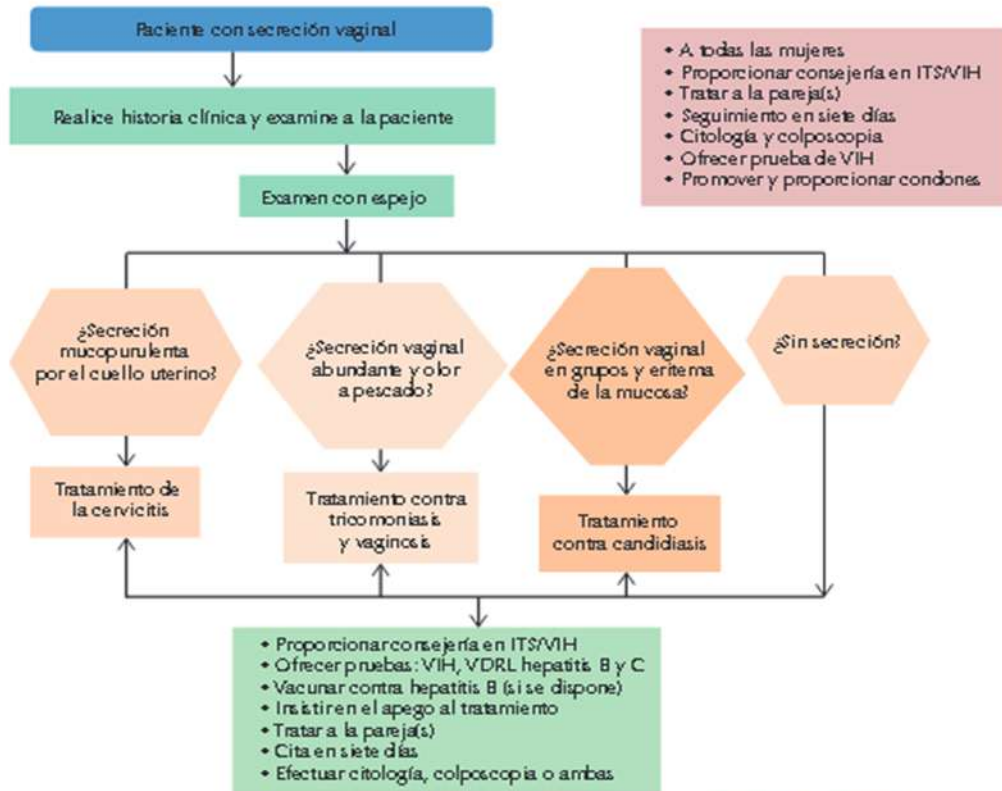 Paciente con secreción vaginal
Realice historia clínica y examine a la paciente
Examen con espejo
• A todas las mujeres
• Proporcionar consejería en ITS/VIH
• Tratar a la pareja(s)
• Seguimiento en siete días
• Citología y colposcopia
• Ofrecer prueba de VIH
• Promover y proporcionar condones
¿Secreción
mucopurulenta
por el cuello uterino?
¿Secreción vaginal
abundante y olor
a pescado?
¿Secreción vaginal
en grupos y eritema
de la mucosa?
¿Sin secreción?
Tratamiento de
la cervicitis
Tratamiento contra
tricomoniasis
y vaginosis
Tratamiento
contra candidiasis
• Proporcionar consejería en ITS/VIH
• Ofrecer pruebas: VIH, VDRL hepatitis B y C
• Vacunar contra hepatitis B (si se dispone)
• Insistir en el apego al tratamiento
• Tratar a la pareja(s)
• Cita en siete días
• Efectuar citología, colposcopia o ambas